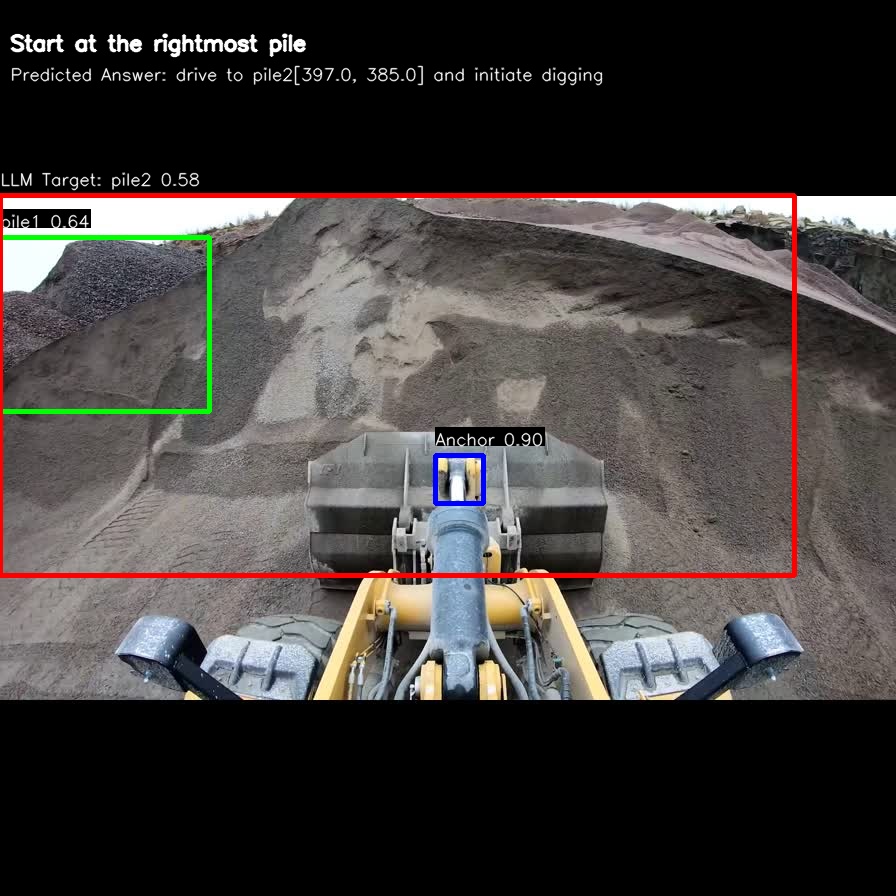 Start at the rightmost pile
Predicted Answer: drive to pile2[397.0, 385.0] and initiate digging
LLM Target: pile2 0.58
pile1 0.64
Anchor 0.90